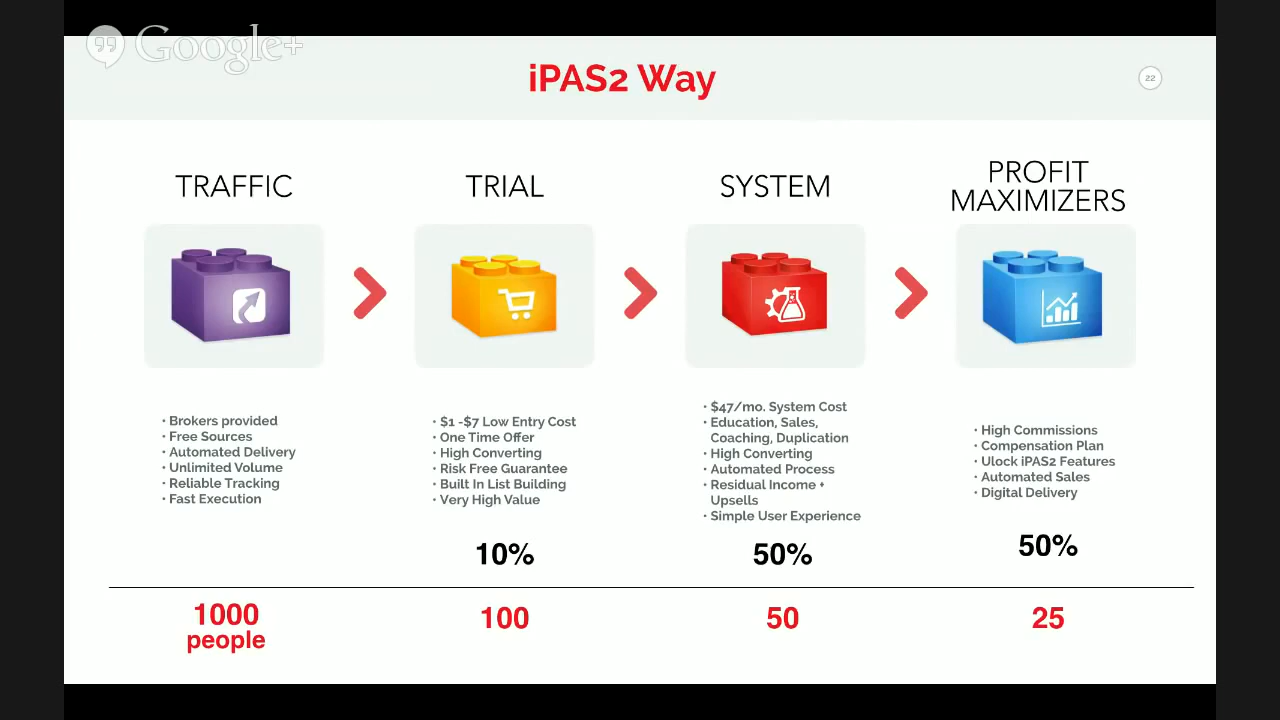 Google+
iPAS2 Way
22
TRAFFIC
TRIAL
SYSTEM
PROFIT
MAXIMIZERS
• Brokers provided
• Free Sources
• Automated Delivery
• Unlimited Volume
• Reliable Tracking
• Fast Execution
• $1 -$7 Low Entry Cost
• One Time Offer
• High Converting
• Risk Free Guarantee
• Built In List Building
• Very High Value
• $47/mo. System Cost
• Education, Sales,
Coaching, Duplication
• High Converting
• Automated Process
• Residual Income +
Upsells
• Simple User Experience
• High Commissions
• Compensation Plan
• Ulock iPAS2 Features
• Automated Sales
• Digital Delivery
10%
50%
50%
1000
people
100
50
25